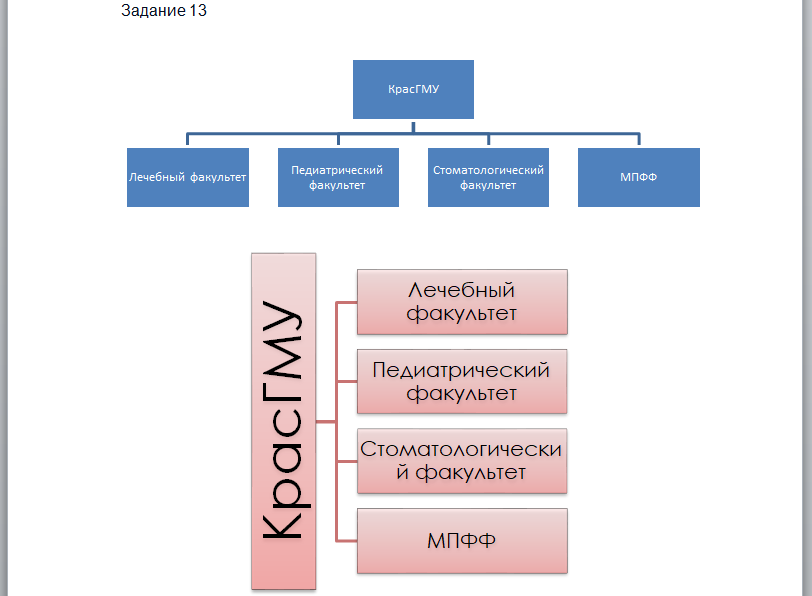 Задание 13
КрасГМУ
Лечебный факультет
Педиатрический
факультет
Стоматологический
факультет
МПФФ
КрасГМУ
Лечебный
факультет
Педиатрический
факультет
Стоматологически
й факультет
МПФФ